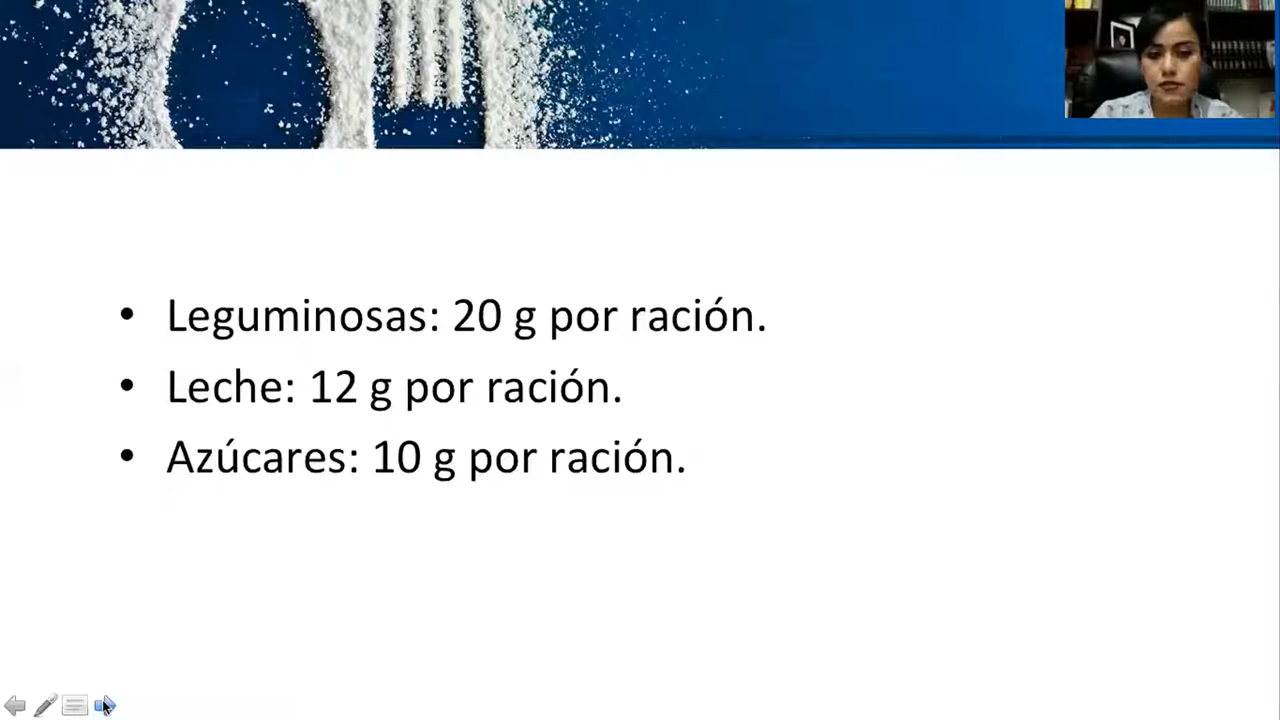 • Leguminosas: 20 g por ración.
• Leche: 12 g por ración.
• Azúcares: 10 g por ración.